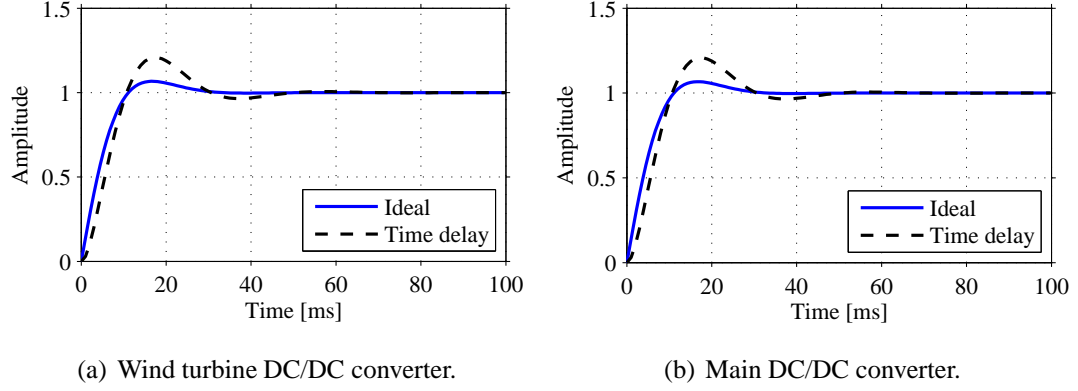 1.5
1
0.5
0
Amplitude
Ideal
Time delay
0 20 40 60 80 100
Time [ms]
(a) Wind turbine DC/DC converter.
1.5
1
0.5
0
Amplitude
Ideal
Time delay
0 20 40 60 80 100
Time [ms]
(b) Main DC/DC converter.